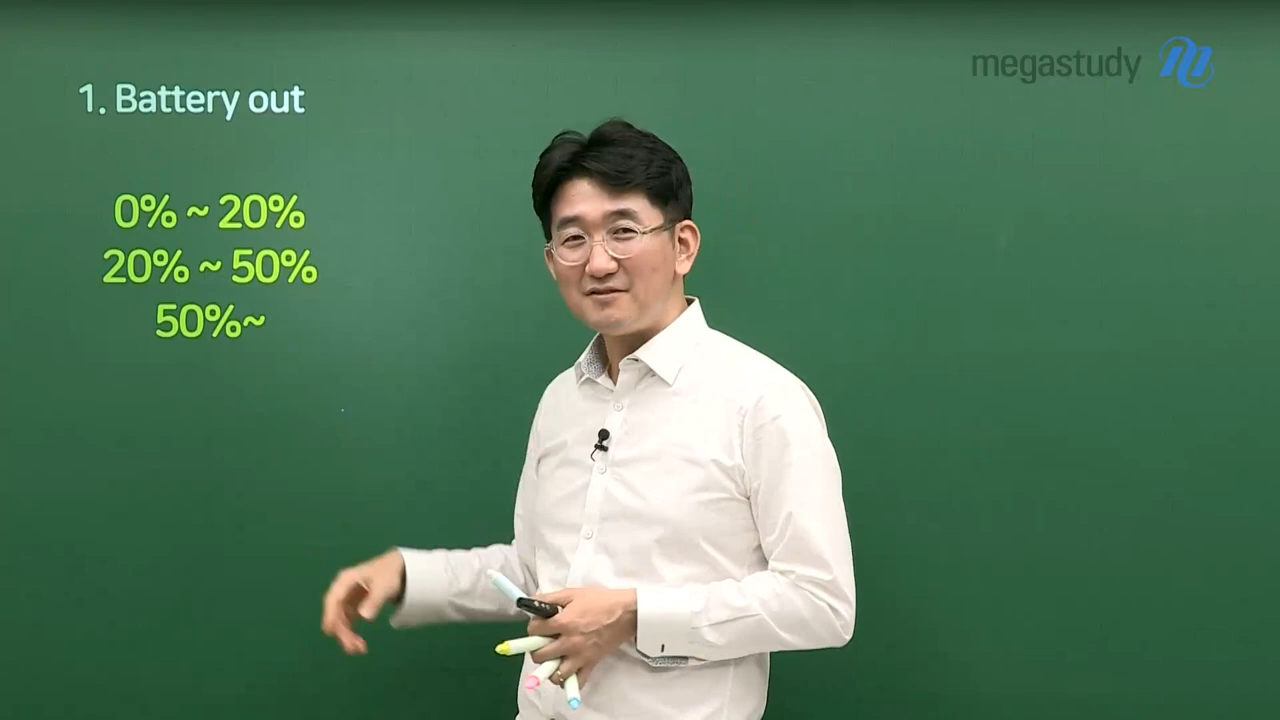 megastudy
1. Battery out
0% ~ 20%
20% ~ 50%
50%~